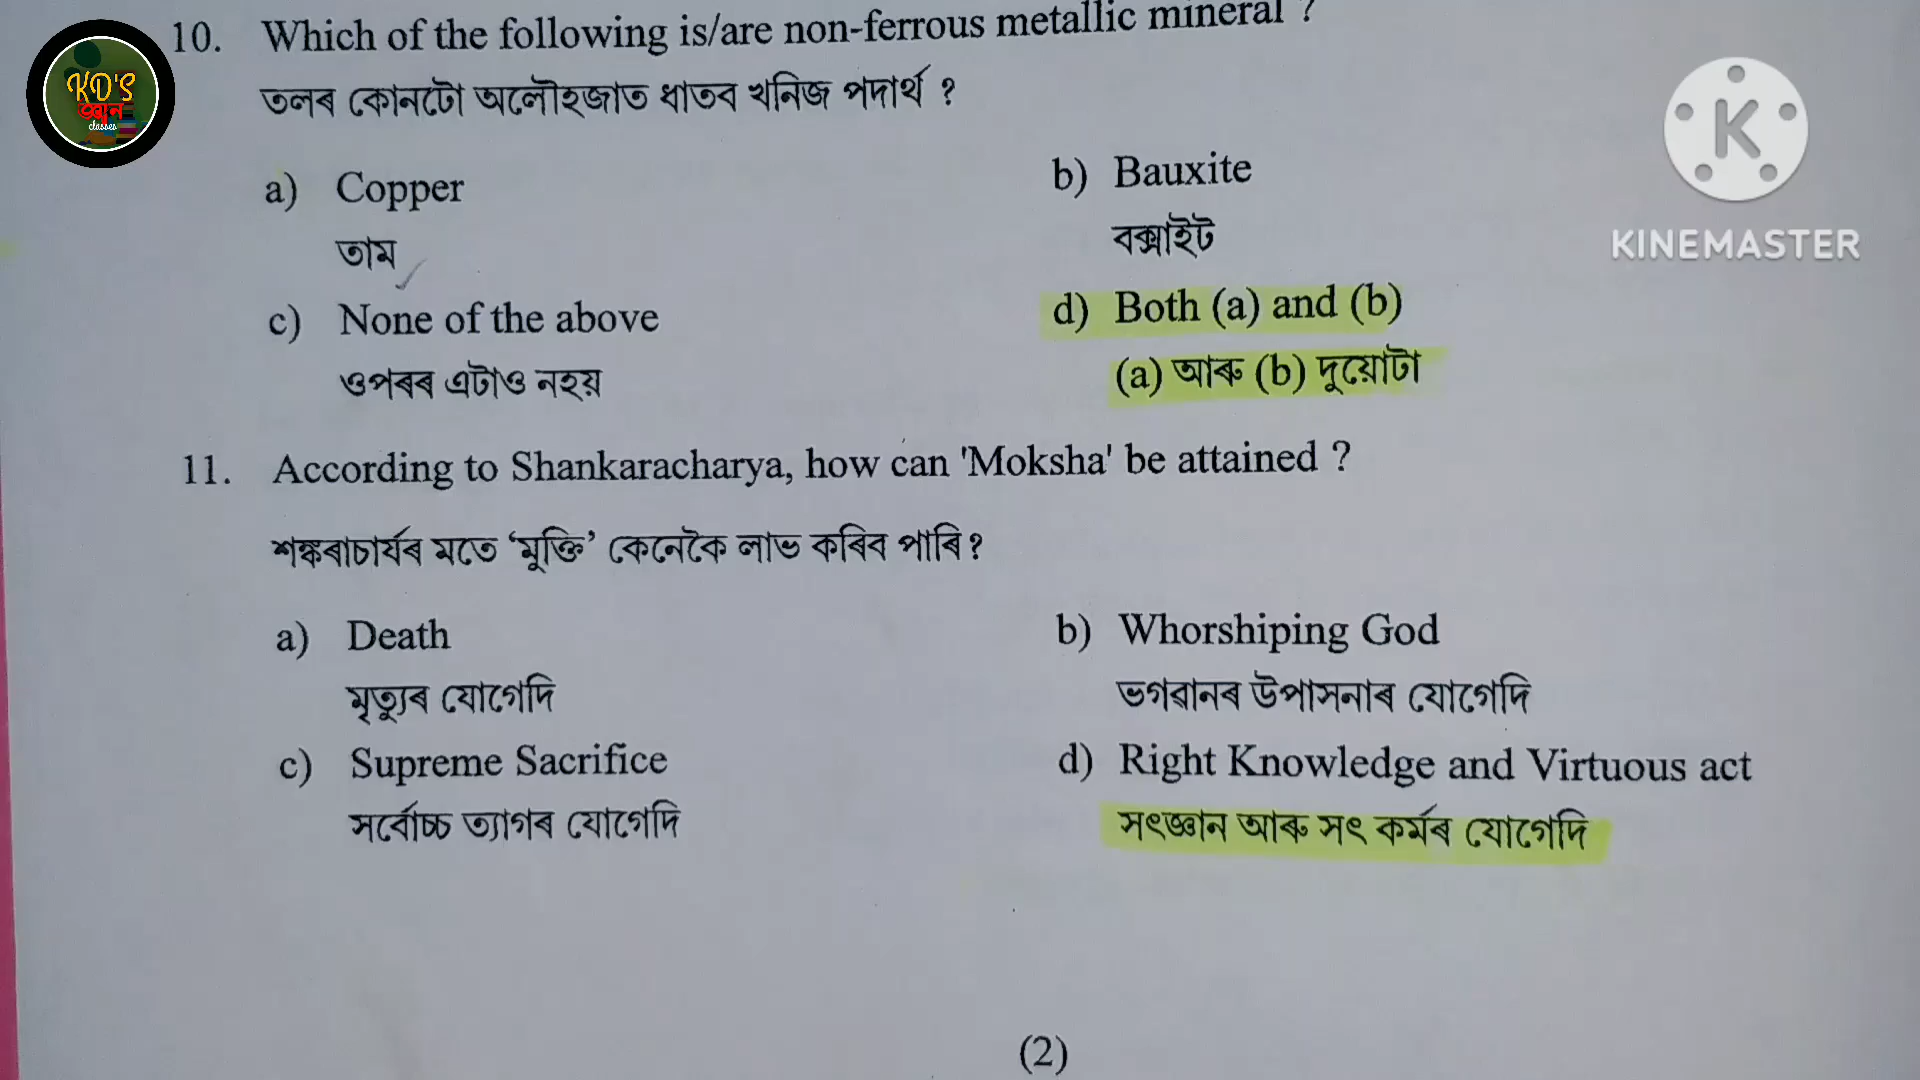 KD'S
জ্ঞান
classes
K
KINEMASTER
10. Which of the following is/are non-ferrous metallic mineral ?
তলৰ কোনটো অলৌহজাত ধাতব খনিজ পদাৰ্থ ?
a) Copper
তাম
b) Bauxite
বক্সাইট
c) None of the above
ওপৰৰ এটাও নহয়
d) Both (a) and (b)
(a) আৰু (b) দুয়োটা
11. According to Shankaracharya, how can 'Moksha' be attained ?
শঙ্কৰাচাৰ্যৰ মতে ‘মুক্তি’ কেনেকৈ লাভ কৰিব পাৰি?
a) Death
মৃত্যুৰ যোগেদি
b) Whorshiping God
ভগৱানৰ উপাসনাৰ যোগেদি
c) Supreme Sacrifice
সৰ্বোচ্চ ত্যাগৰ যোগেদি
d) Right Knowledge and Virtuous act
সৎজ্ঞান আৰু সৎ কৰ্মৰ যোগেদি
(2)